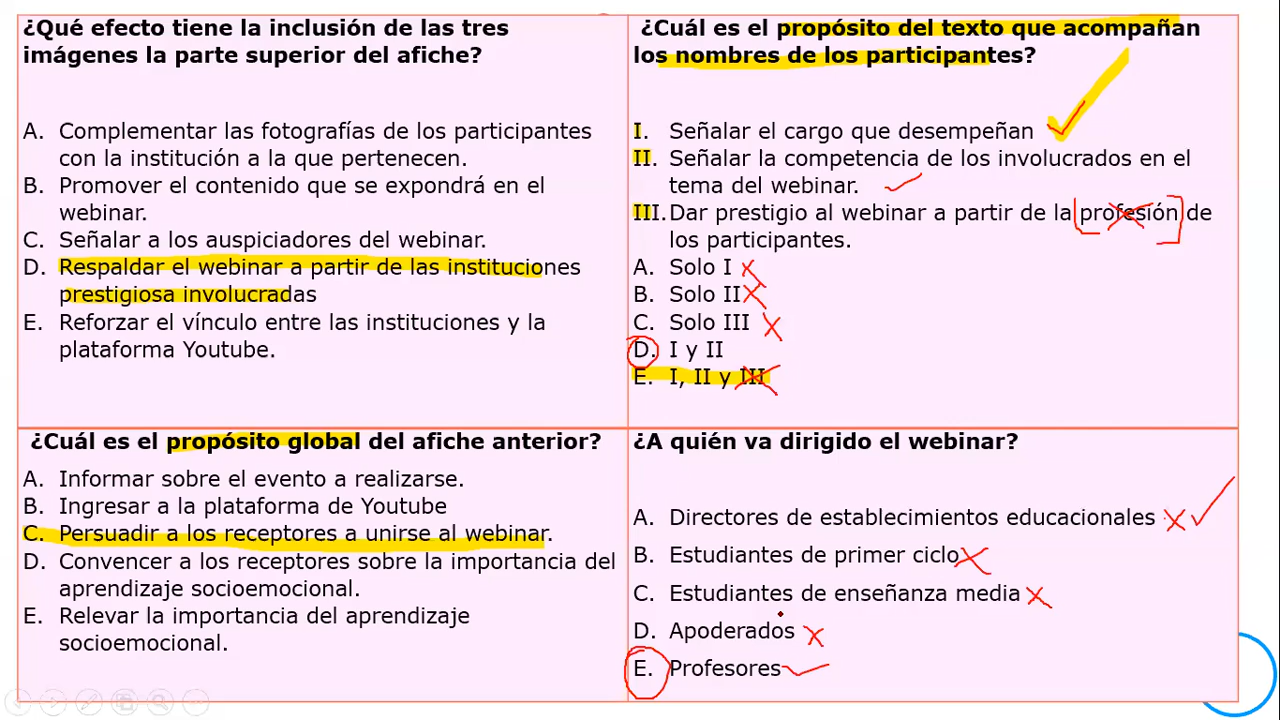 ¿Qué efecto tiene la inclusión de las tres
imágenes la parte superior del afiche?
A. Complementar las fotografías de los participantes
con la institución a la que pertenecen.
B. Promover el contenido que se expondrá en el
webinar.
C. Señalar a los auspiciadores del webinar.
D. Respaldar el webinar a partir de las instituciones
prestigiosa involucradas
E. Reforzar el vínculo entre las instituciones y la
plataforma Youtube.
¿Cuál es el propósito del texto que acompañan
los nombres de los participantes?
I. Señalar el cargo que desempeñan
II. Señalar la competencia de los involucrados en el
tema del webinar.
III. Dar prestigio al webinar a partir de la profesión de
los participantes.
A. Solo I
B. Solo II
C. Solo III
D. I y II
E. I, II y III
¿Cuál es el propósito global del afiche anterior?
A. Informar sobre el evento a realizarse.
B. Ingresar a la plataforma de Youtube
C. Persuadir a los receptores a unirse al webinar.
D. Convencer a los receptores sobre la importancia del
aprendizaje socioemocional.
E. Relevar la importancia del aprendizaje
socioemocional.
¿A quién va dirigido el webinar?
A. Directores de establecimientos educacionales
B. Estudiantes de primer ciclo
C. Estudiantes de enseñanza media
D. Apoderados
E. Profesores